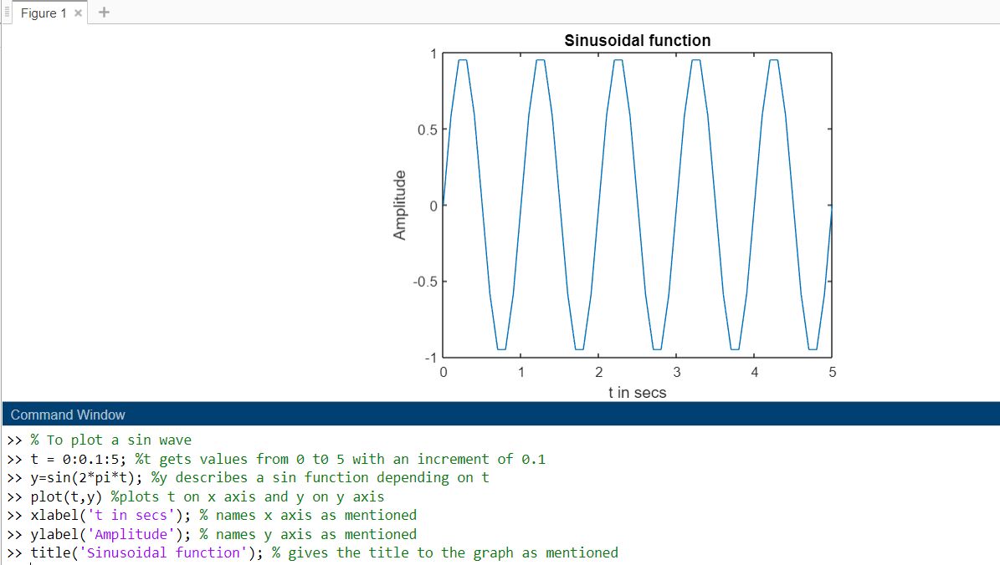 Figure 1 × +
Sinusoidal function
1
0.5
0
-0.5
-1
Amplitude
0 1 2 3 4 5
t in secs
Command Window
>> % To plot a sin wave
>> t = 0:0.1:5; %t gets values from 0 t0 5 with an increment of 0.1
>> y=sin(2*pi*t); %y describes a sin function depending on t
>> plot(t,y) %plots t on x axis and y on y axis
>> xlabel('t in secs'); % names x axis as mentioned
>> ylabel('Amplitude'); % names y axis as mentioned
>> title('Sinusoidal function'); % gives the title to the graph as mentioned